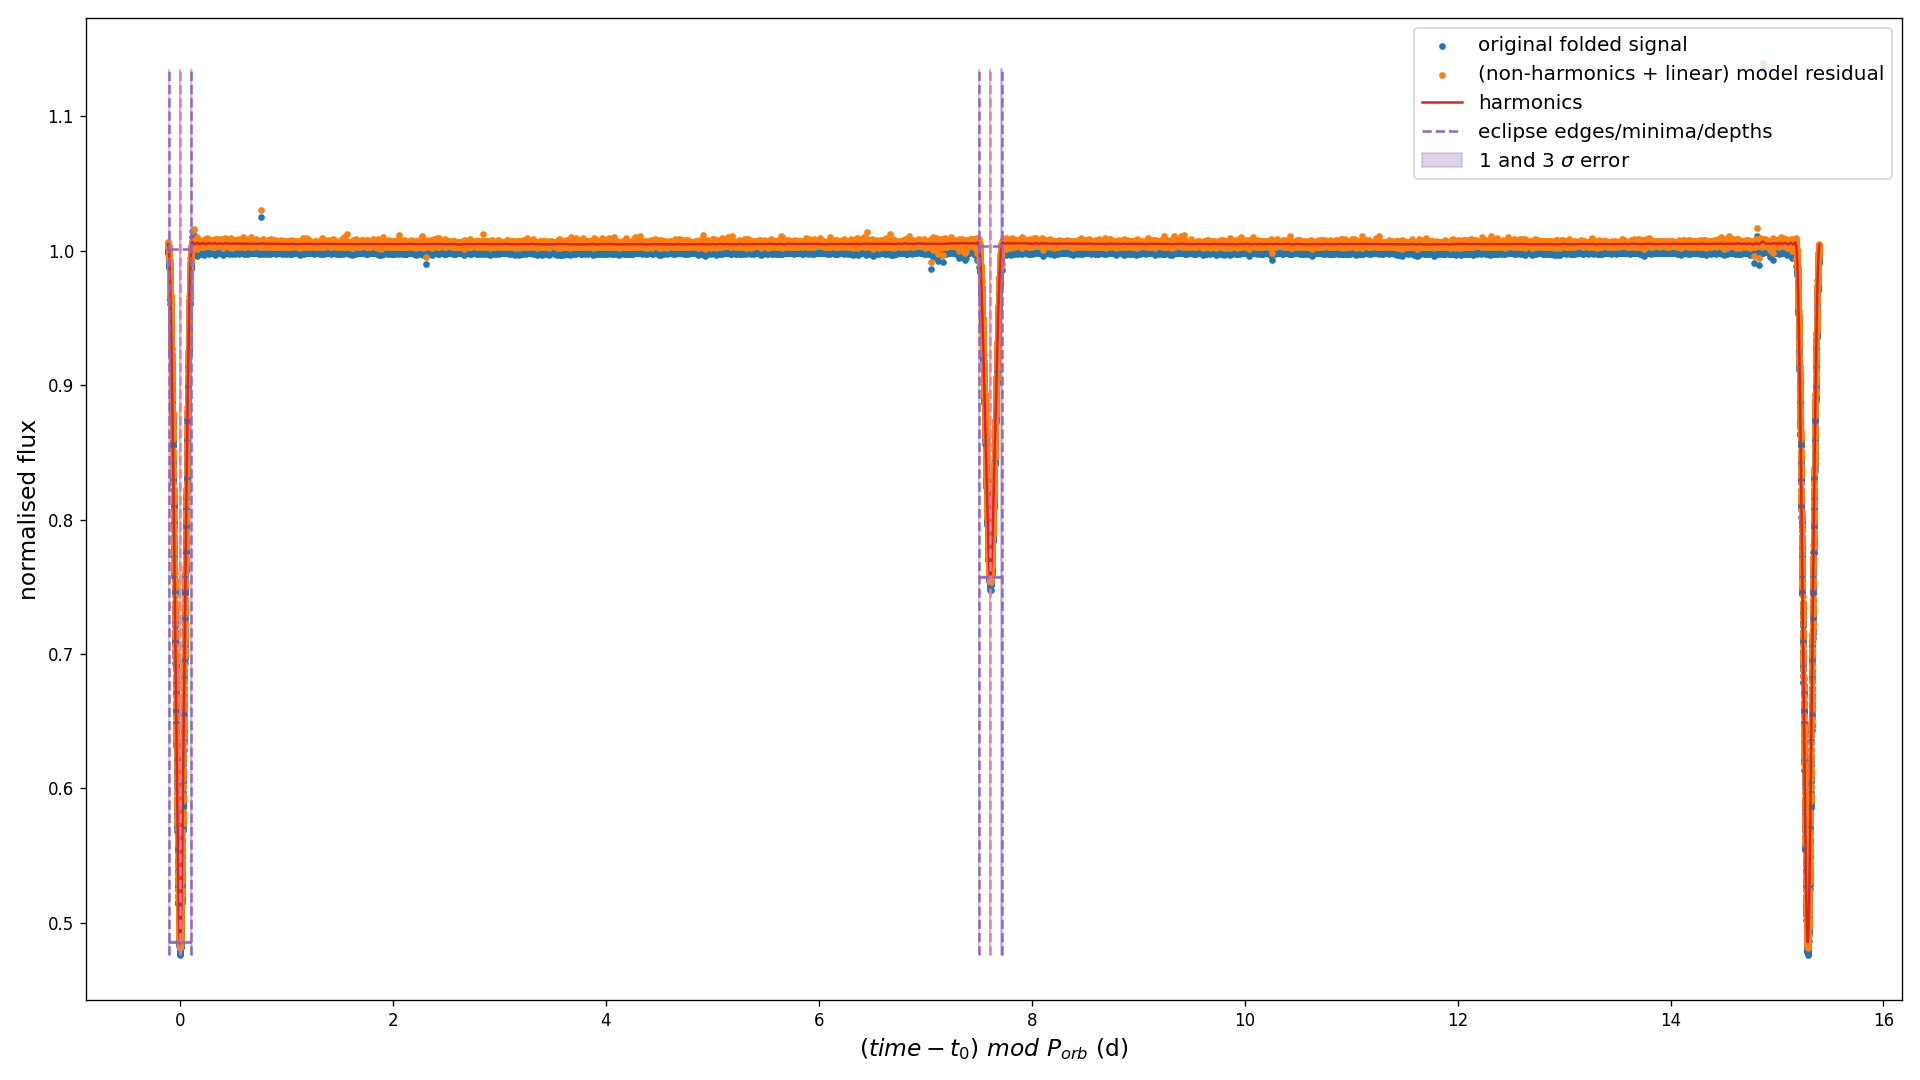 original folded signal
(non-harmonics + linear) model residual
harmonics
eclipse edges/minima/depths
1 and 3 σ error
normalised flux
1.1
1.0
0.9
0.8
0.7
0.6
0.5
0 2 4 6 8 10 12 14 16
(time − t₀) mod Pₒᵣb (d)